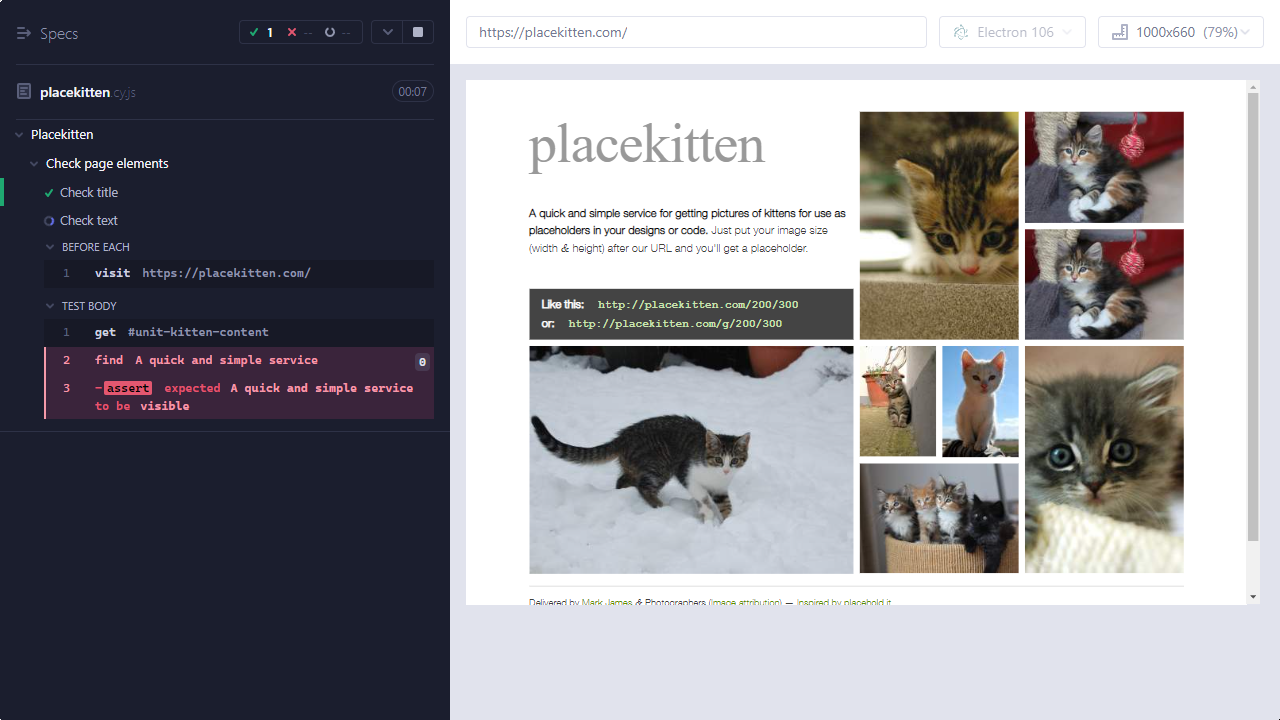 Specs
1
--
--
https://placekitten.com/
Electron 106
1000x660 (79%)
placekitten cy.js
00:07
Placekitten
Check page elements
Check title
Check text
BEFORE EACH
1 visit https://placekitten.com/
TEST BODY
1 get #unit-kitten-content
2 find A quick and simple service 0
3 -assert expected A quick and simple service
to be visible
placekitten
A quick and simple service for getting pictures of kittens for use as
placeholders in your designs or code. Just put your image size
(width & height) after our URL and you'll get a placeholder.
Like this: http://placekitten.com/200/300
or: http://placekitten.com/g/200/300
Delivered by Mark James & Photographers (Image attribution) — Inspired by placehold.it